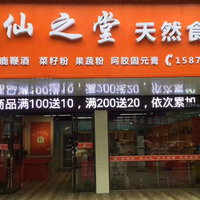 仙之堂 天然食
鹿鞭酒 菜籽粉 果蔬粉 阿胶固元膏 1587
商品满100送10，满200送20，依次累加